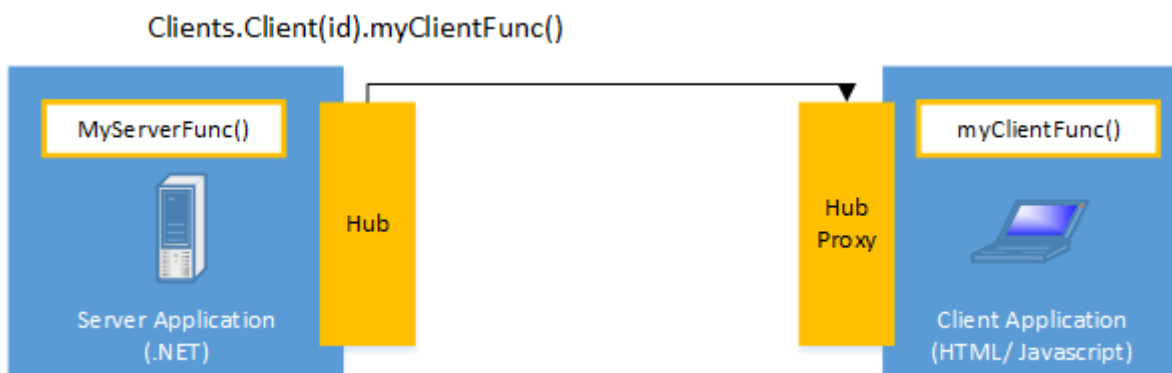 Clients.Client(id).myClientFunc()
MyServerFunc()
myClientFunc()
Hub
Hub
Proxy
Server Application
(.NET)
Client Application
(HTML/ Javascript)